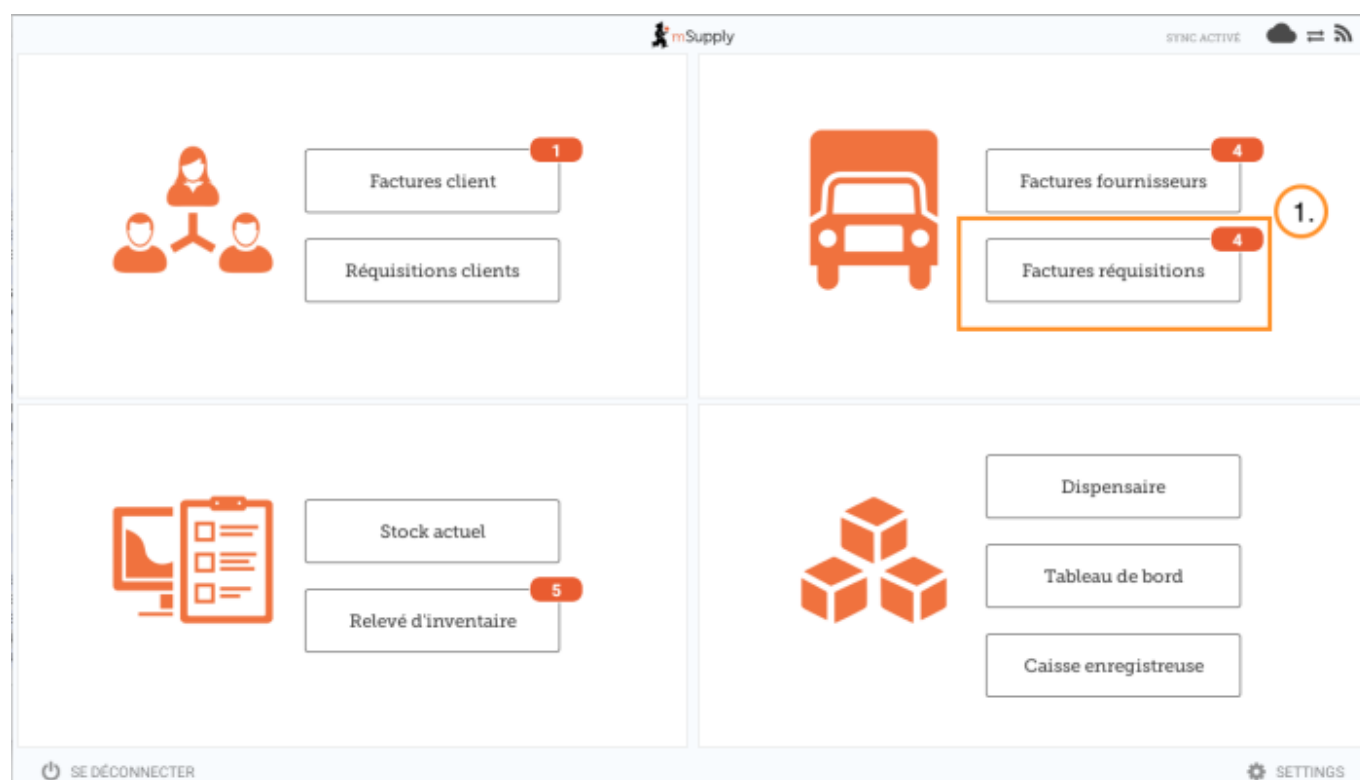 mSupply
SYNC ACTIVÉ
1
Factures client
Réquisitions clients
4
Factures fournisseurs
1.
4
Factures réquisitions
Stock actuel
5
Relevé d'inventaire
Dispensaire
Tableau de bord
Caisse enregistreuse
SE DÉCONNECTER
SETTINGS